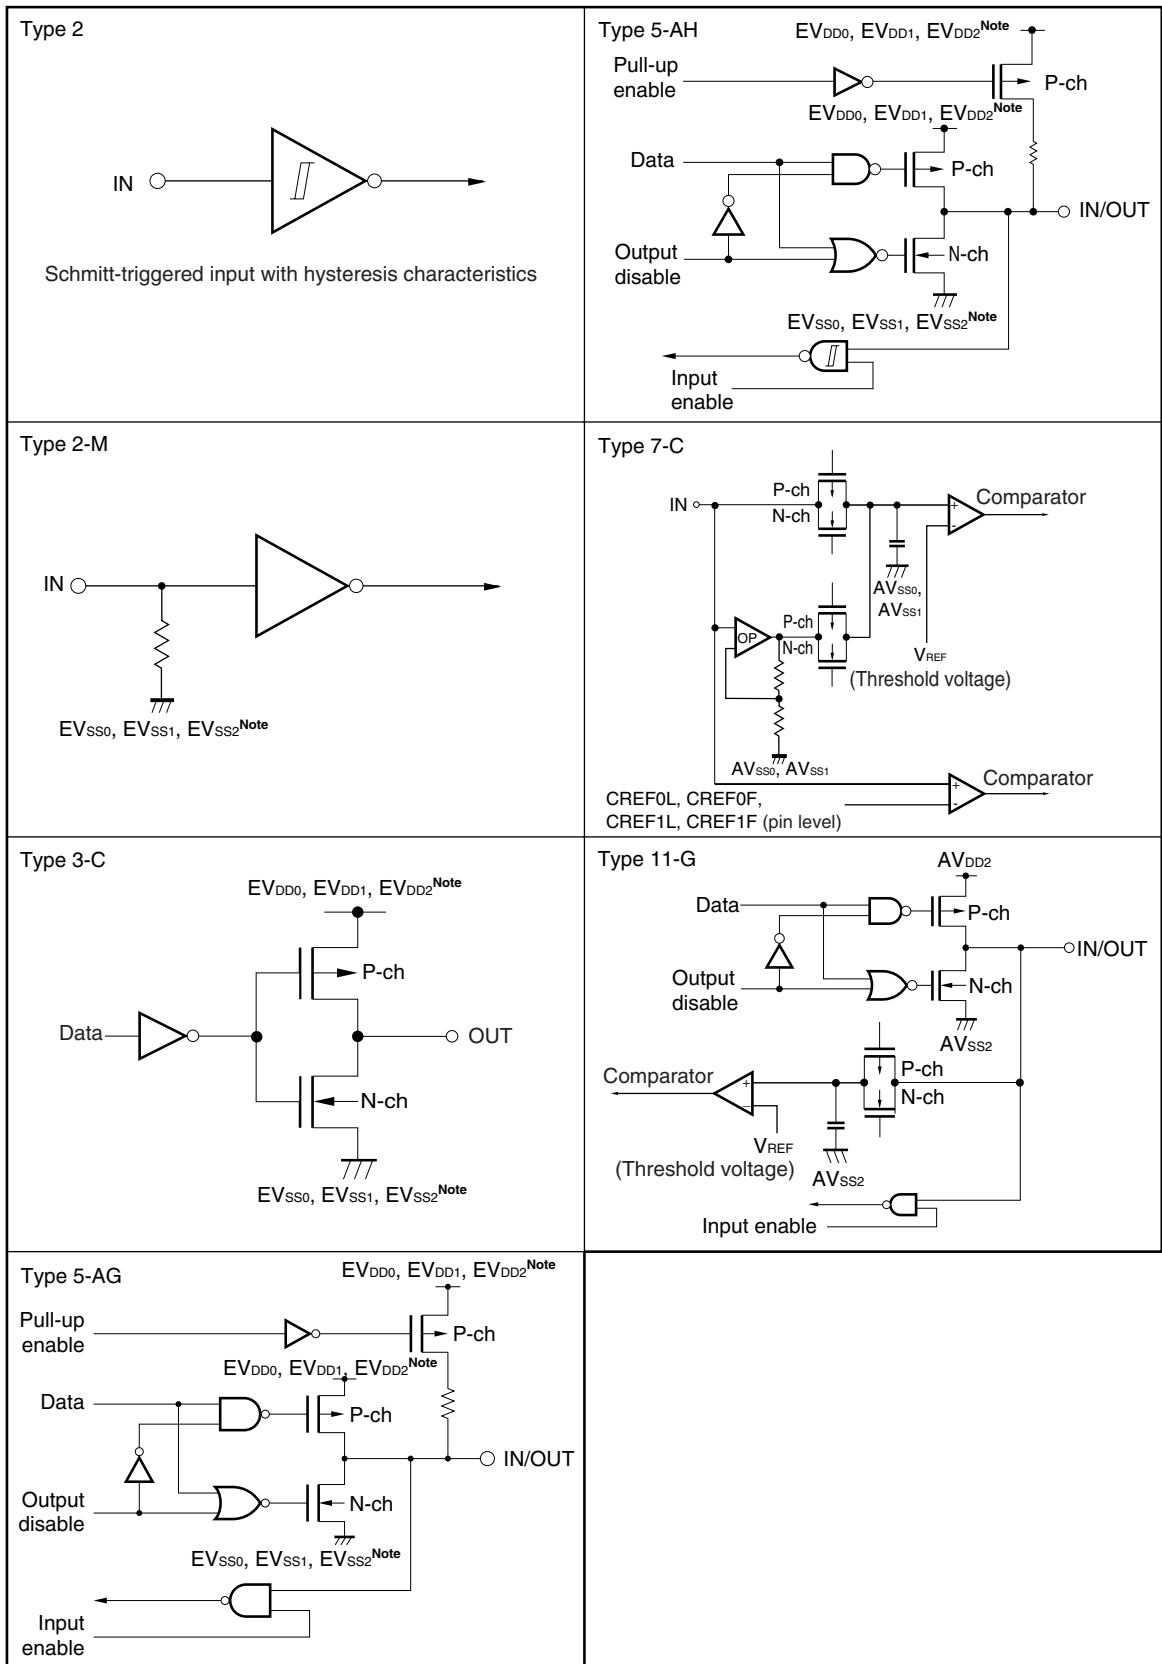 Type 2
IN
Schmitt-triggered input with hysteresis characteristics
Type 5-AH
EVDD0, EVDD1, EVDD2Note
Pull-up
enable
P-ch
EVDD0, EVDD1, EVDD2Note
Data
P-ch
IN/OUT
Output
disable
N-ch
EVSS0, EVSS1, EVSS2Note
Input
enable
Type 2-M
IN
EVSS0, EVSS1, EVSS2Note
Type 7-C
P-ch
IN
N-ch
+
-
Comparator
AVSS0,
AVSS1
OP
P-ch
N-ch
VREF
(Threshold voltage)
AVSS0, AVSS1
+
-
Comparator
CREF0L, CREF0F,
CREF1L, CREF1F (pin level)
Type 3-C
EVDD0, EVDD1, EVDD2Note
P-ch
Data
OUT
N-ch
EVSS0, EVSS1, EVSS2Note
Type 11-G
AVDD2
Data
P-ch
IN/OUT
Output
disable
N-ch
AVSS2
Comparator
+
-
P-ch
N-ch
VREF
(Threshold voltage)
AVSS2
Input enable
Type 5-AG
EVDD0, EVDD1, EVDD2Note
Pull-up
enable
P-ch
EVDD0, EVDD1, EVDD2Note
Data
P-ch
IN/OUT
Output
disable
N-ch
EVSS0, EVSS1, EVSS2Note
Input
enable